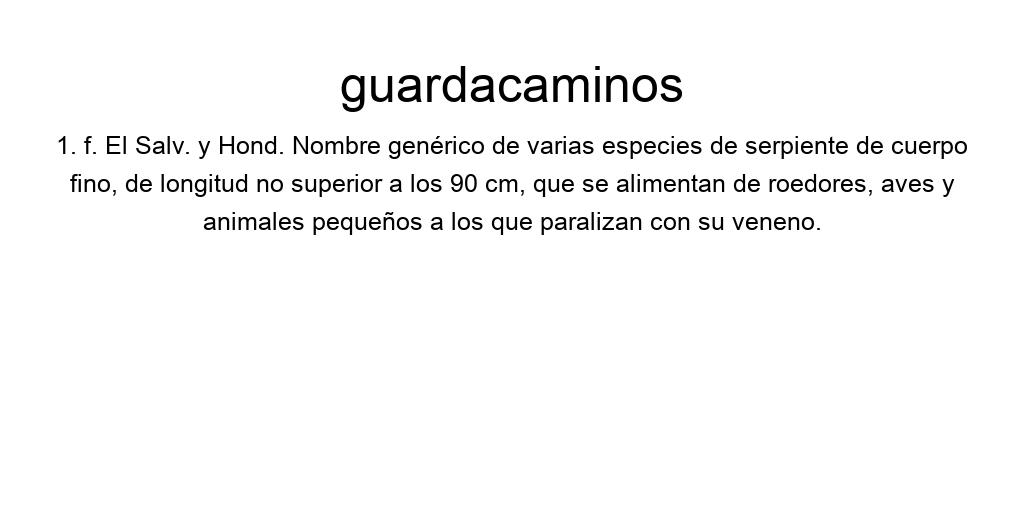 guardacaminos
1. f. El Salv. y Hond. Nombre genérico de varias especies de serpiente de cuerpo
fino, de longitud no superior a los 90 cm, que se alimentan de roedores, aves y
animales pequeños a los que paralizan con su veneno.